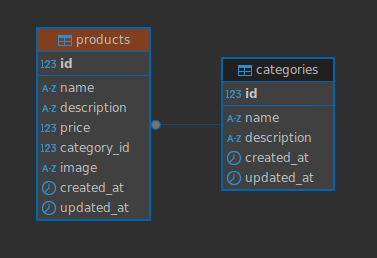 products
123 id
A-Z name
A-Z description
123 price
123 category_id
A-Z image
created_at
updated_at
categories
123 id
A-Z name
A-Z description
created_at
updated_at